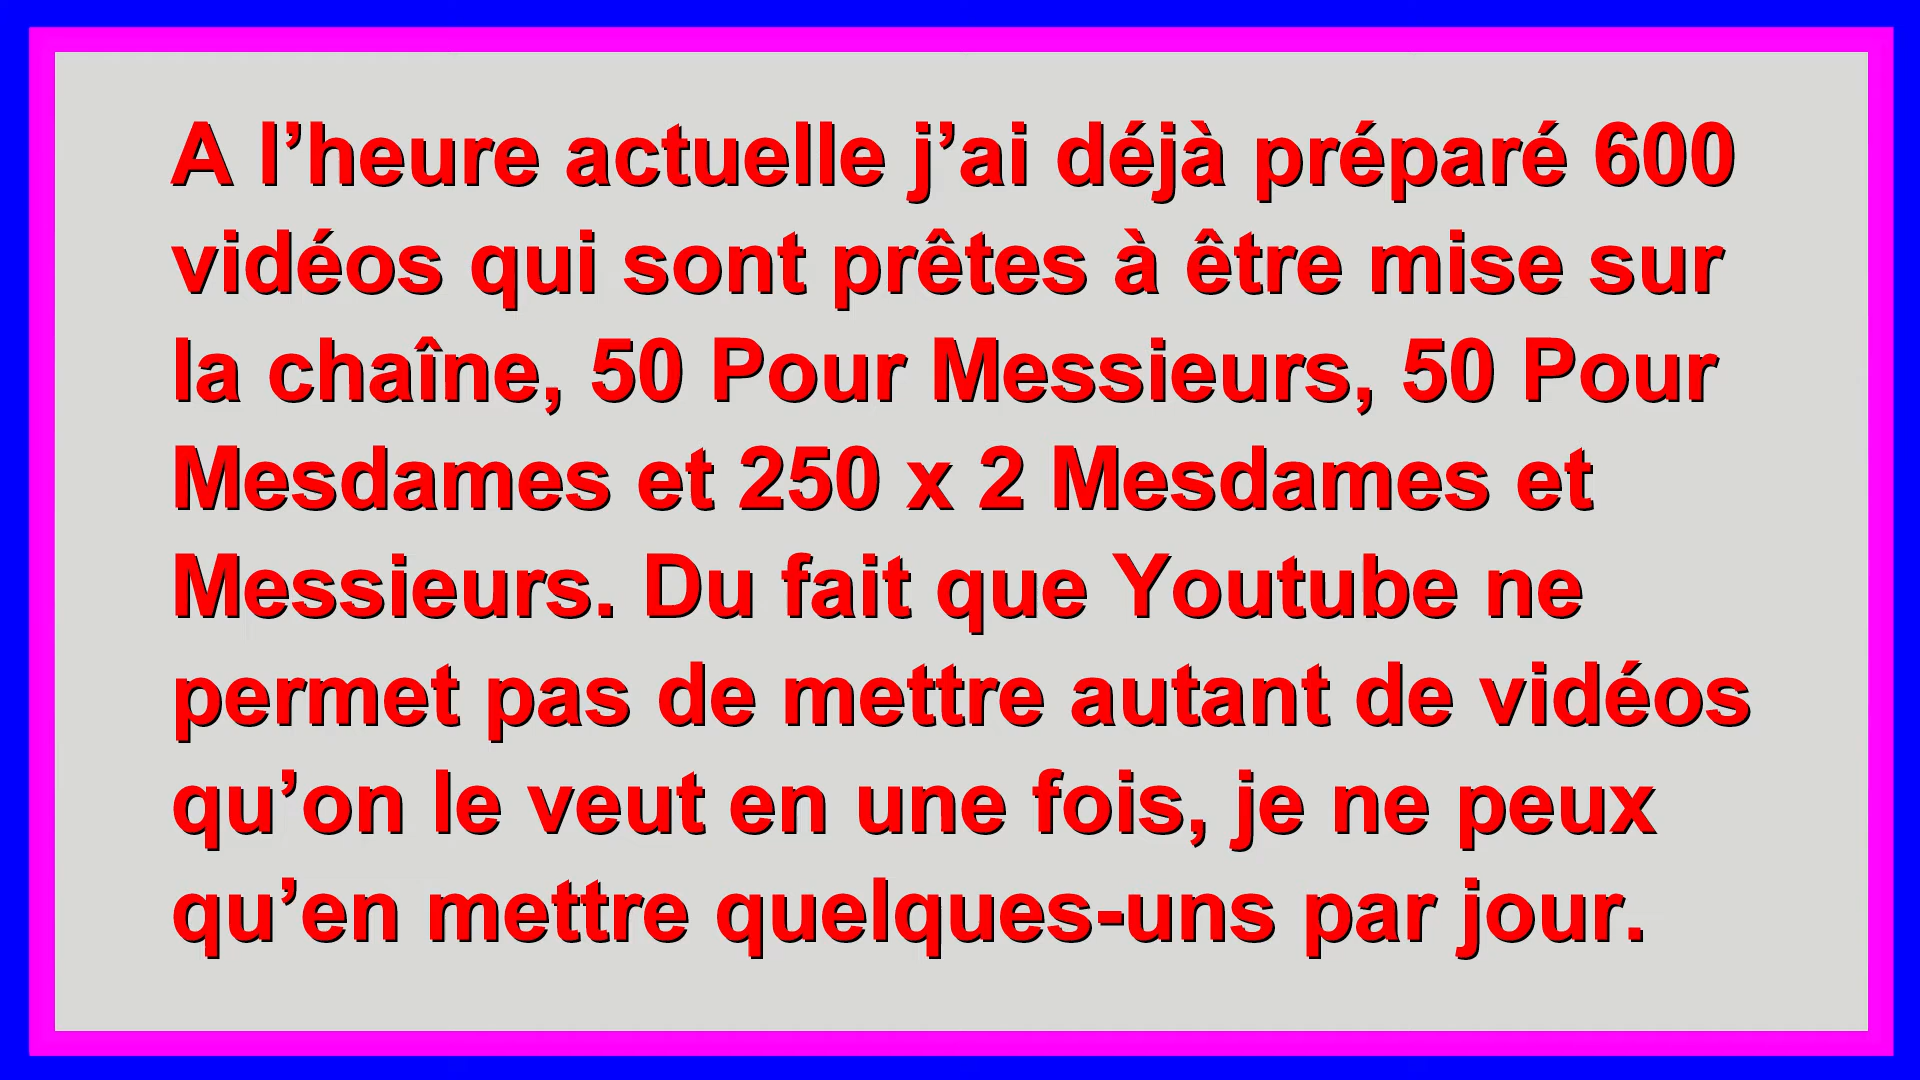 A l’heure actuelle j’ai déjà préparé 600
vidéos qui sont prêtes à être mise sur
la chaîne, 50 Pour Messieurs, 50 Pour
Mesdames et 250 x 2 Mesdames et
Messieurs. Du fait que Youtube ne
permet pas de mettre autant de vidéos
qu’on le veut en une fois, je ne peux
qu’en mettre quelques-uns par jour.